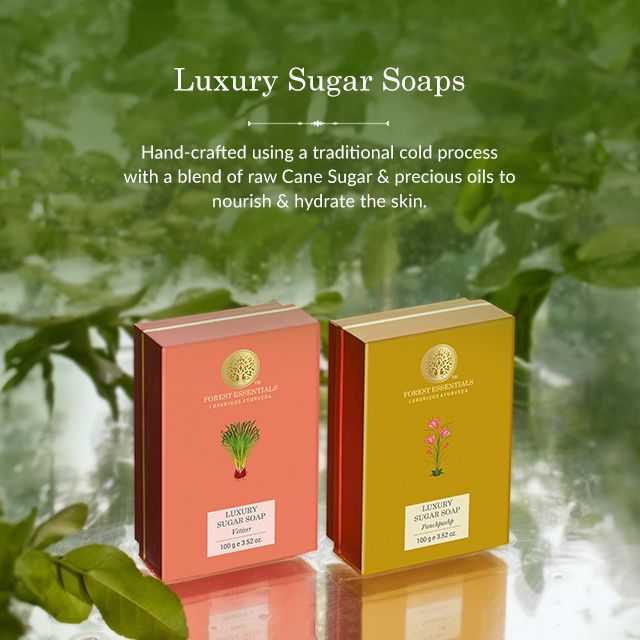 Luxury Sugar Soaps
Hand-crafted using a traditional cold process
with a blend of raw Cane Sugar & precious oils to
nourish & hydrate the skin.
TM
FOREST ESSENTIALS
LUXURIOUS AYURVEDA
LUXURY
SUGAR SOAP
Vetiver
100 g e 3.52 oz.
TM
FOREST ESSENTIALS
LUXURIOUS AYURVEDA
LUXURY
SUGAR SOAP
Panchpushp
100 g e 3.52 oz.